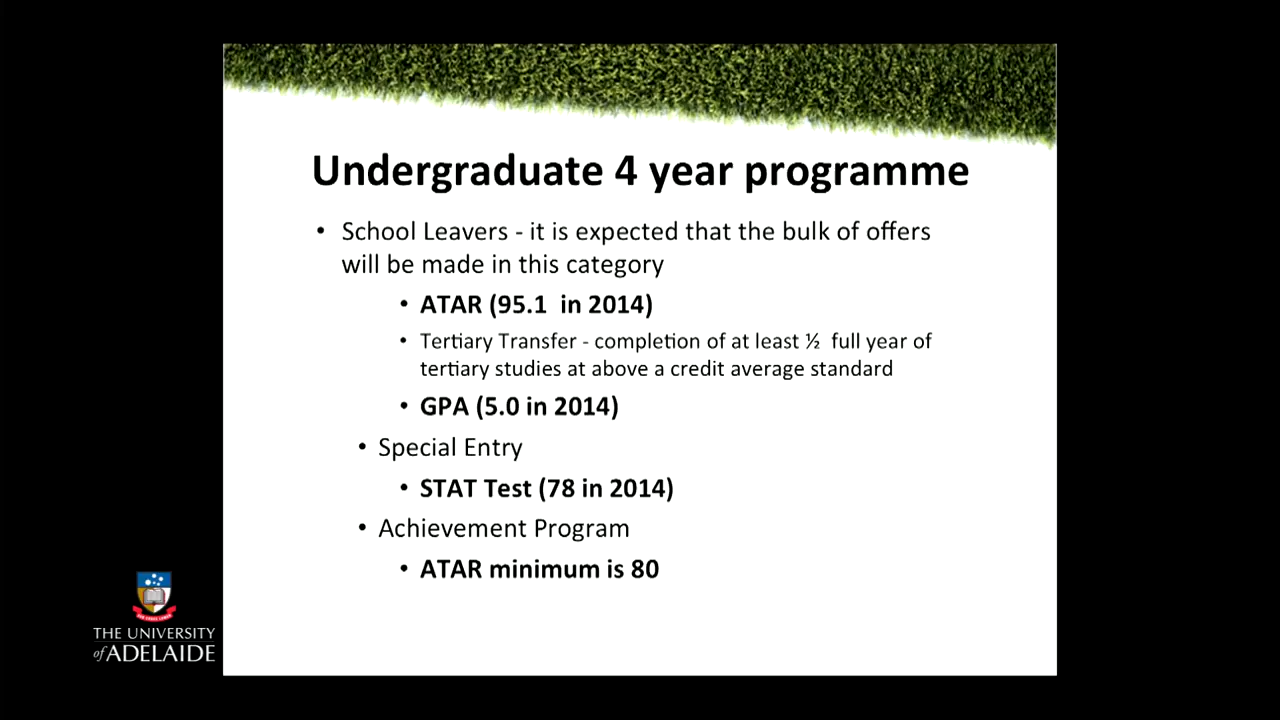 Undergraduate 4 year programme
• School Leavers - it is expected that the bulk of offers
will be made in this category
• ATAR (95.1 in 2014)
• Tertiary Transfer - completion of at least ½ full year of
tertiary studies at above a credit average standard
• GPA (5.0 in 2014)
• Special Entry
• STAT Test (78 in 2014)
• Achievement Program
• ATAR minimum is 80
THE UNIVERSITY
of ADELAIDE